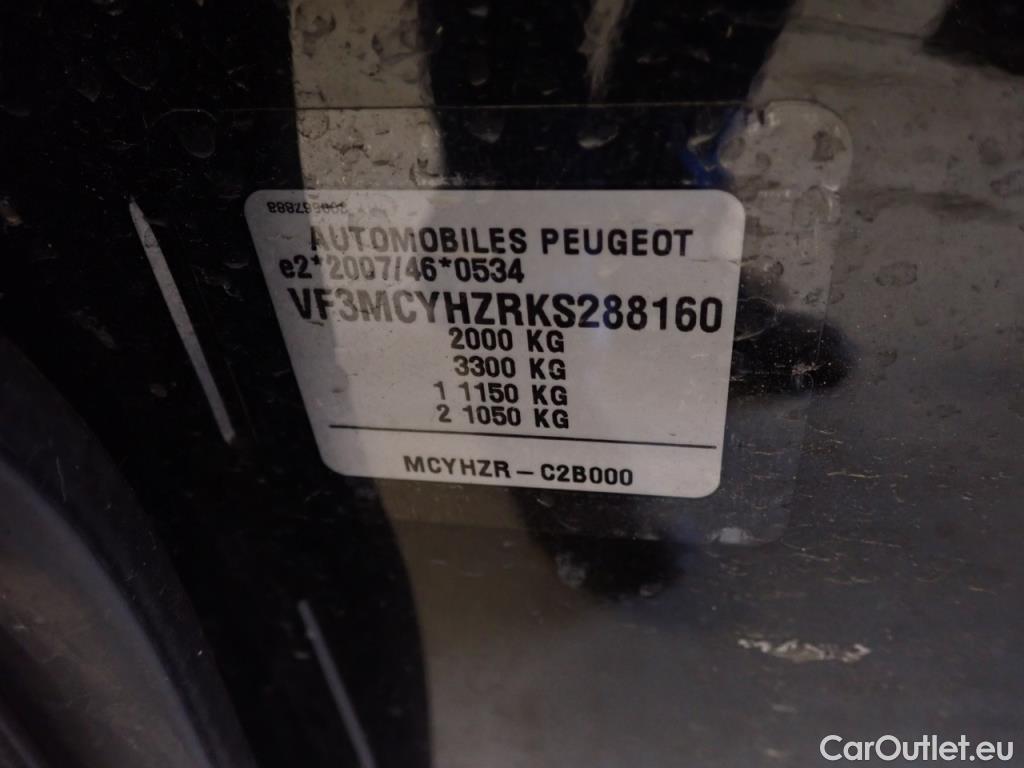 AUTOMOBILES PEUGEOT
e2*2007/46*0534
VF3MCYHZRKS288160
2000 KG
3300 KG
1 1150 KG
2 1050 KG
MCYHZR - C2B000
CarOutlet.eu